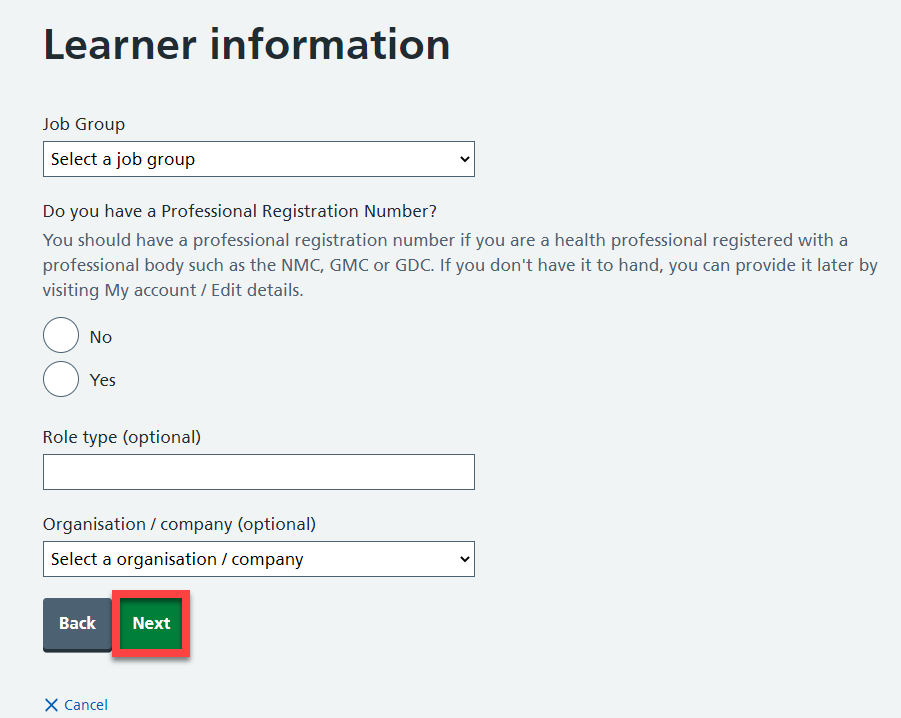 Learner information
Job Group
Select a job group
Do you have a Professional Registration Number?
You should have a professional registration number if you are a health professional registered with a
professional body such as the NMC, GMC or GDC. If you don't have it to hand, you can provide it later by
visiting My account / Edit details.
No
Yes
Role type (optional)
Organisation / company (optional)
Select a organisation / company
Back Next
Cancel